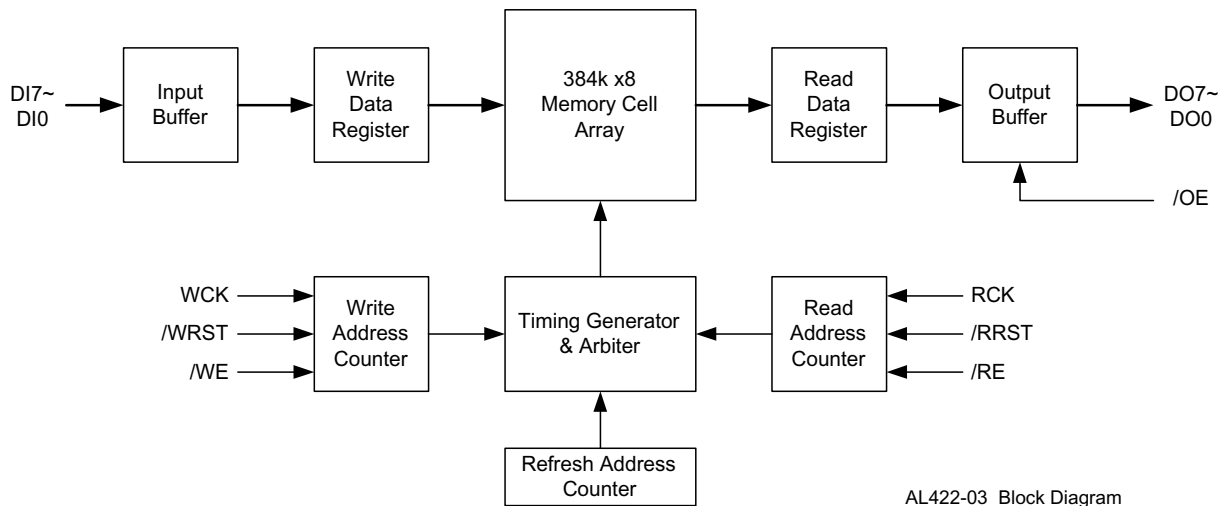 DI7~
DI0
Input
Buffer
Write
Data
Register
384k x8
Memory Cell
Array
Read
Data
Register
Output
Buffer
DO7~
DO0
/OE
WCK
/WRST
/WE
Write
Address
Counter
Timing Generator
& Arbiter
Read
Address
Counter
RCK
/RRST
/RE
Refresh Address
Counter
AL422-03 Block Diagram